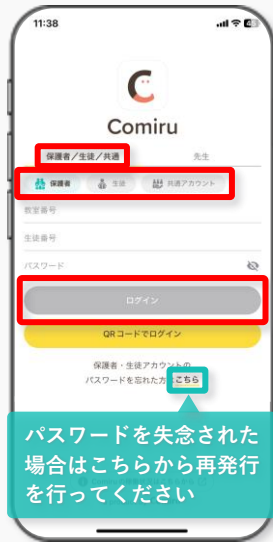 11:38
Comiru
保護者/生徒/共通
先生
保護者
生徒
共通アカウント
教室番号
生徒番号
パスワード
ログイン
QRコードでログイン
保護者・生徒アカウントの
パスワードを忘れた方
こちら
パスワードを失念された
場合はこちらから再発行
を行ってください